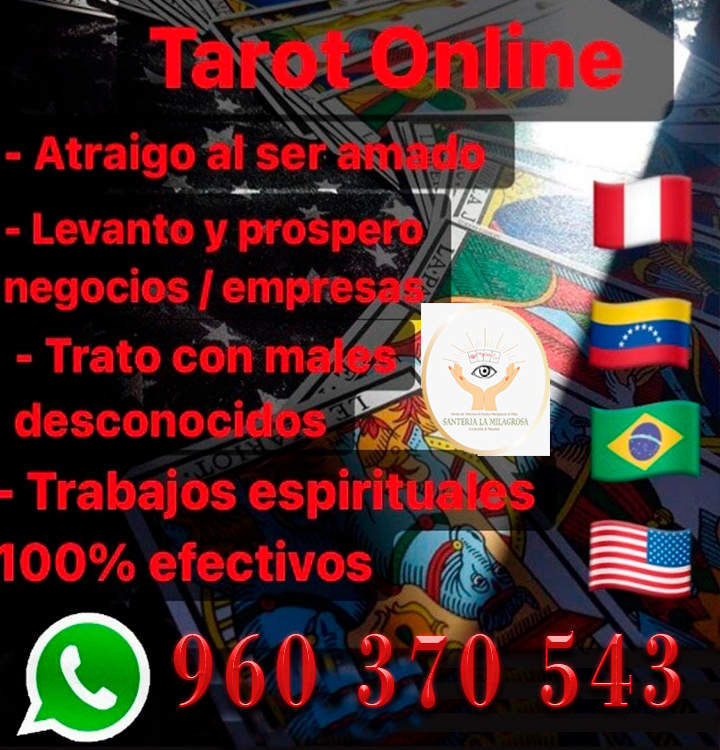 Tarot Online
- Atraigo al ser amado
- Levanto y prospero
negocios / empresas
SANTERIA LA MILAGROSA
- Trato con males
desconocidos
- Trabajos espirituales
100% efectivos
960 370 543